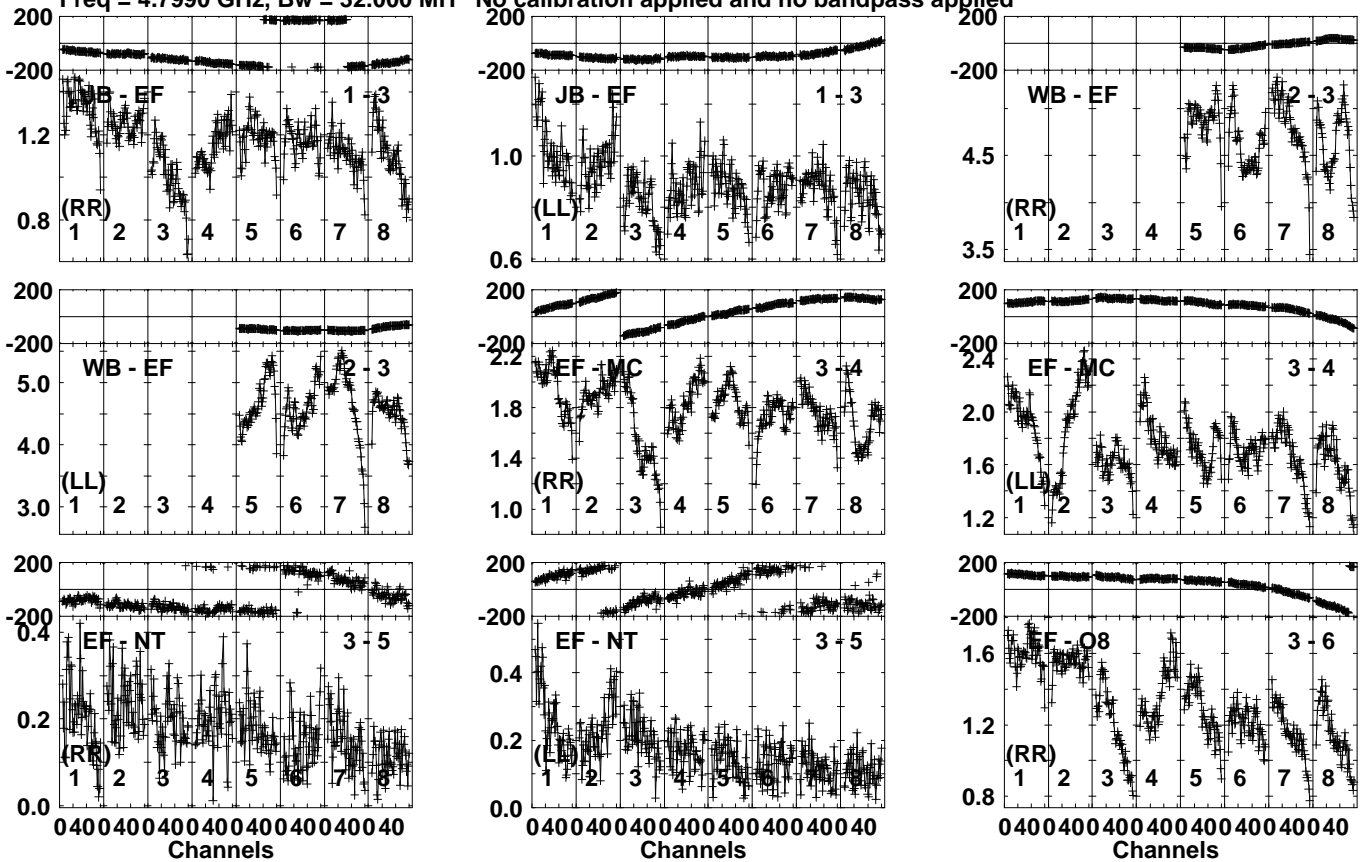 Freq = 4.7990 GHz, Bw = 32.000 MH No calibration applied and no bandpass applied
200
-200
JB - EF 1 - 3
1.2
0.8
(RR)
1 2 3 4 5 6 7 8
200
-200
JB - EF 1 - 3
1.0
0.6
(LL)
1 2 3 4 5 6 7 8
200
-200
WB - EF 2 - 3
4.5
3.5
(RR)
1 2 3 4 5 6 7 8
200
-200
WB - EF 2 - 3
5.0
4.0
3.0
(LL)
1 2 3 4 5 6 7 8
200
-200
2.2
EF - MC 3 - 4
1.8
1.4
1.0
(RR)
1 2 3 4 5 6 7 8
200
-200
2.4
EF - MC 3 - 4
2.0
1.6
1.2
(LL)
1 2 3 4 5 6 7 8
200
-200
0.4
EF - NT 3 - 5
0.2
0.0
(RR)
1 2 3 4 5 6 7 8
200
-200
EF - NT 3 - 5
0.4
0.2
0.0
(LL)
1 2 3 4 5 6 7 8
200
-200
EF - O8 3 - 6
1.6
1.2
0.8
(RR)
1 2 3 4 5 6 7 8
0 40 0 40 0 40 0 40 0 40 0 40 0 40 0 40
Channels
0 40 0 40 0 40 0 40 0 40 0 40 0 40 0 40
Channels
0 40 0 40 0 40 0 40 0 40 0 40 0 40 0 40
Channels